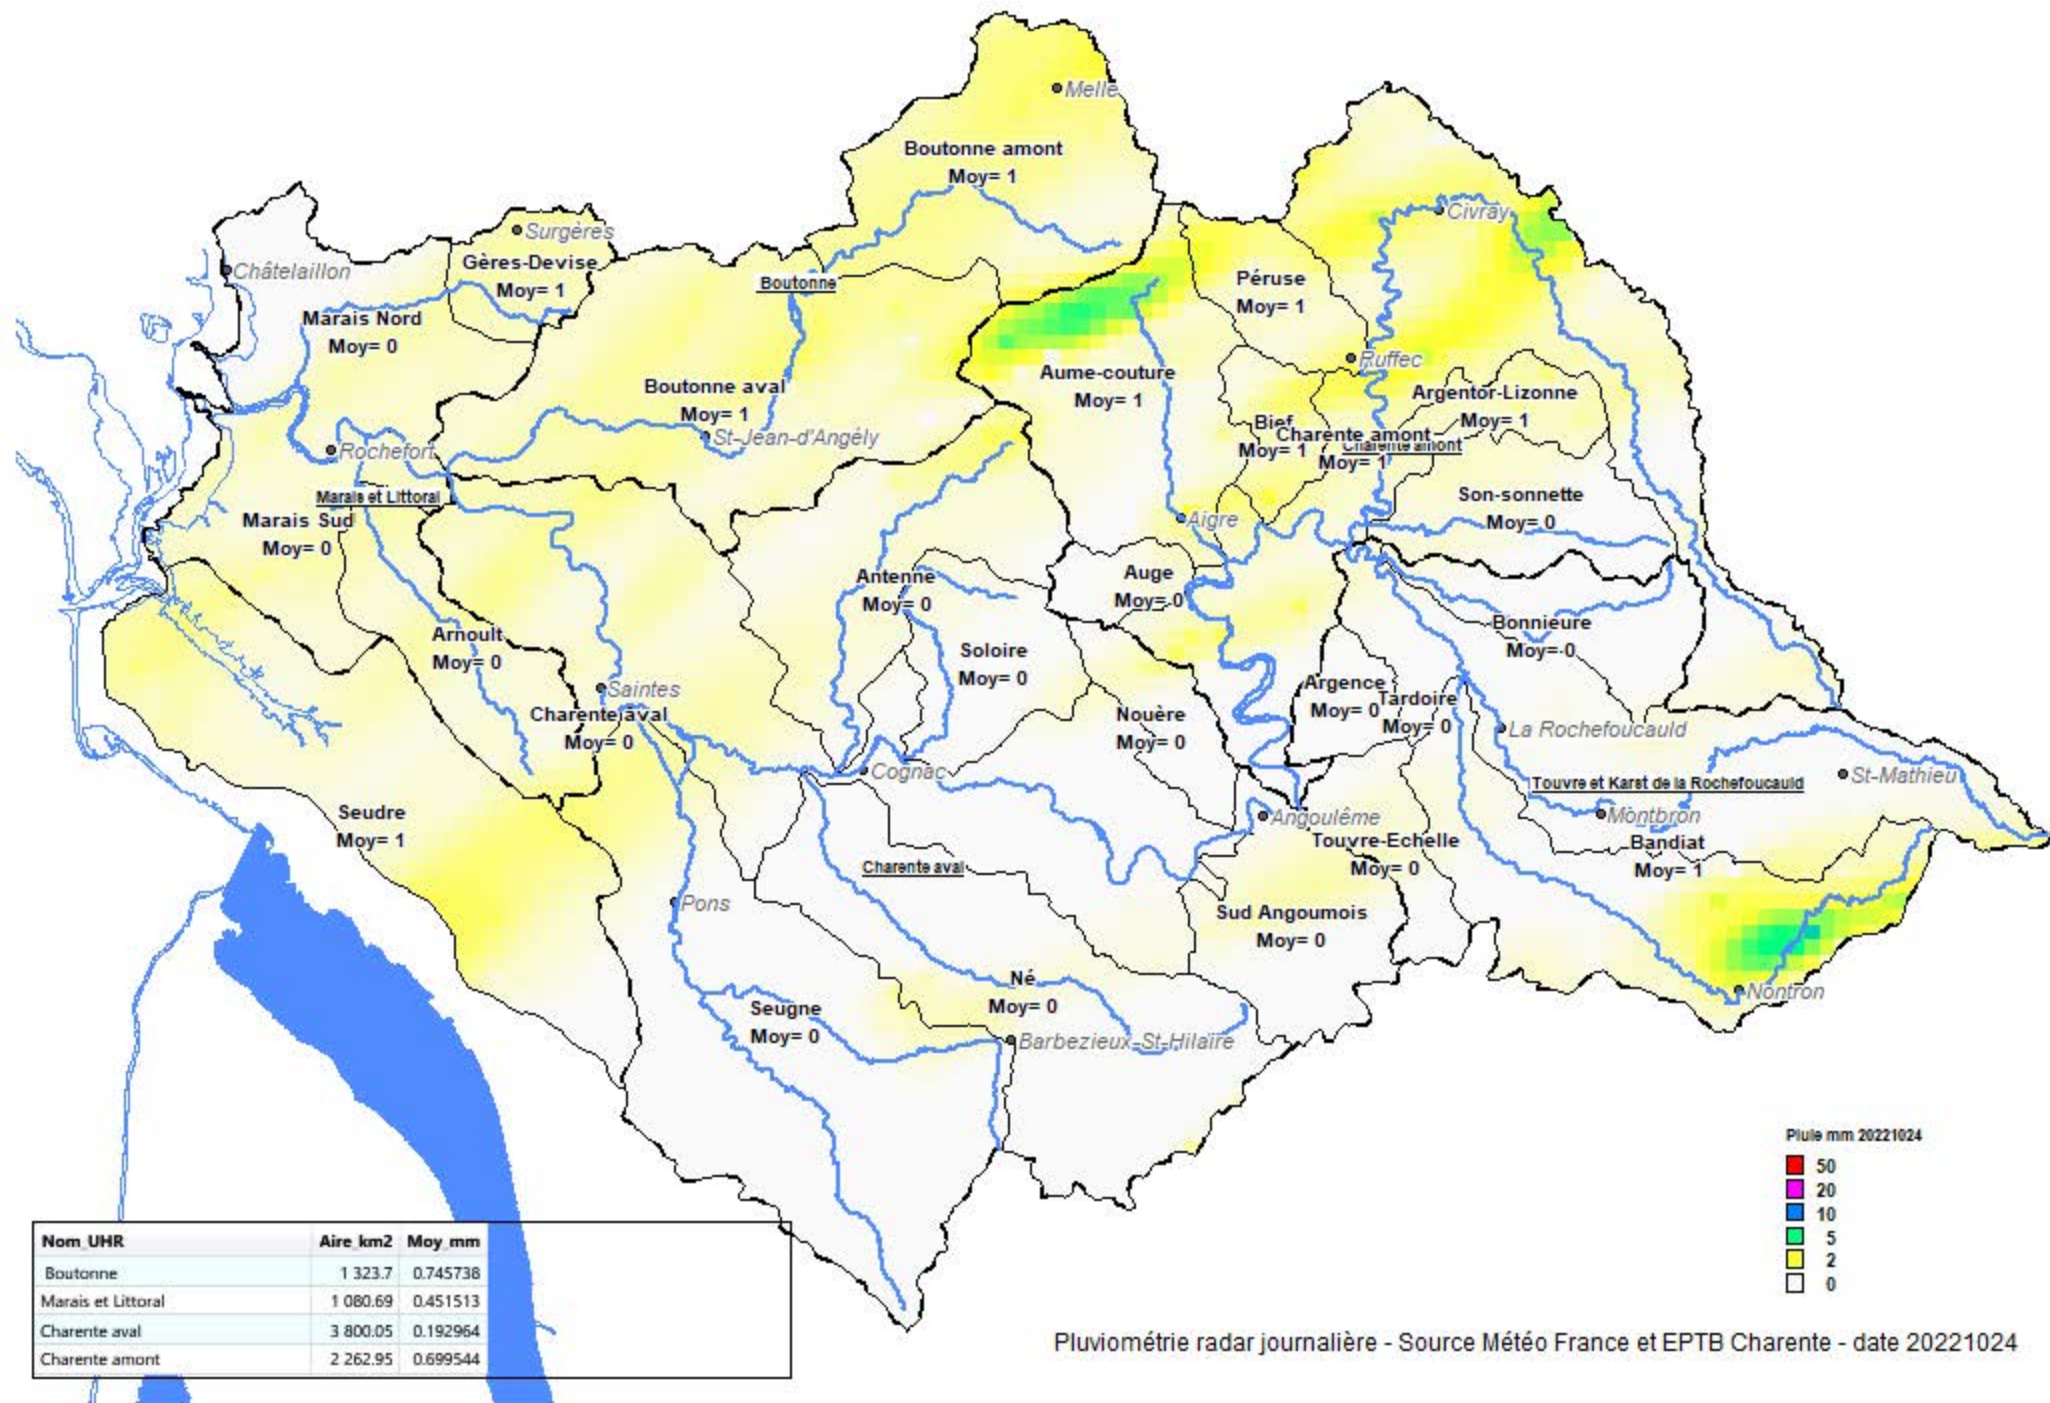 Melle
Boutonne amont
Moy= 1
Civray
Surgères
Gères-Devise
Moy= 1
Châtelaillon
Boutonne
Péruse
Moy= 1
Marais Nord
Moy= 0
Ruffec
Aume-couture
Moy= 1
Boutonne aval
Moy= 1
Argentor-Lizonne
Moy= 1
St-Jean-d'Angély
Bief
Moy= 1
Charente amont
Moy= 1
Charente amont
Rochefort
Marais et Littoral
Marais Sud
Moy= 0
Son-sonnette
Moy= 0
Aigre
Antenne
Moy= 0
Auge
Moy= 0
Bonnieure
Moy= 0
Arnoult
Moy= 0
Soloire
Moy= 0
Saintes
Charente aval
Moy= 0
Nouère
Moy= 0
Argence
Moy= 0
Tardoire
Moy= 0
La Rochefoucauld
Cognac
Touvre et Karst de la Rochefoucauld
St-Mathieu
Seudre
Moy= 1
Angoulême
Montbron
Touvre-Echelle
Moy= 0
Bandiat
Moy= 1
Charente aval
Pons
Sud Angoumois
Moy= 0
Né
Moy= 0
Seugne
Moy= 0
Nontron
Barbezieux-St-Hilaire
Pluie mm 20221024
50
20
10
5
2
0
Nom_UHR Aire_km2 Moy_mm
Boutonne 1 323.7 0.745738
Marais et Littoral 1 080.69 0.451513
Charente aval 3 800.05 0.192964
Charente amont 2 262.95 0.699544
Pluviométrie radar journalière - Source Météo France et EPTB Charente - date 20221024